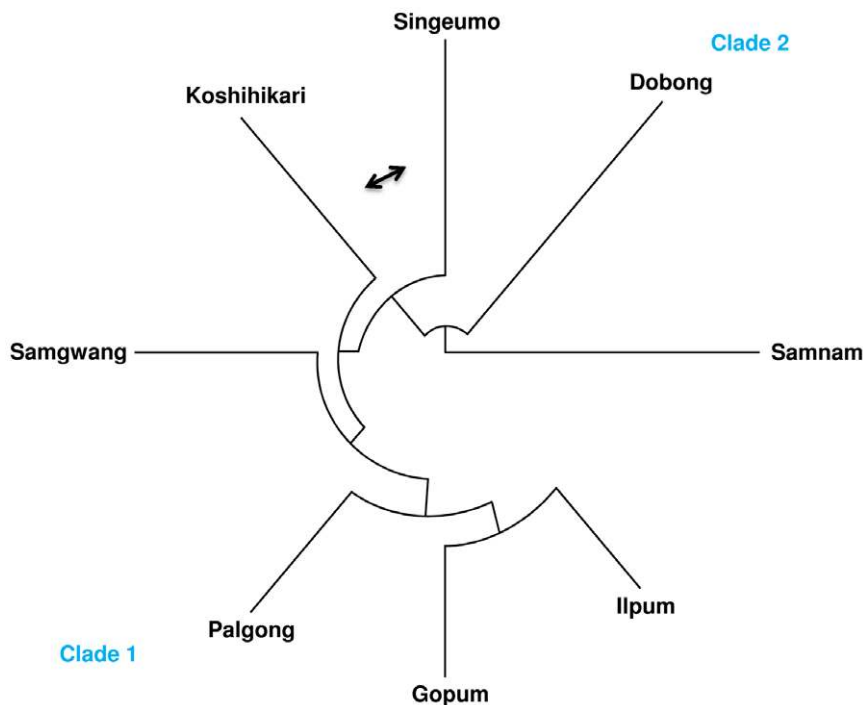 Singeumo
Clade 2
Dobong
Koshihikari
Samgwang
Samnam
Ilpum
Palgong
Clade 1
Gopum